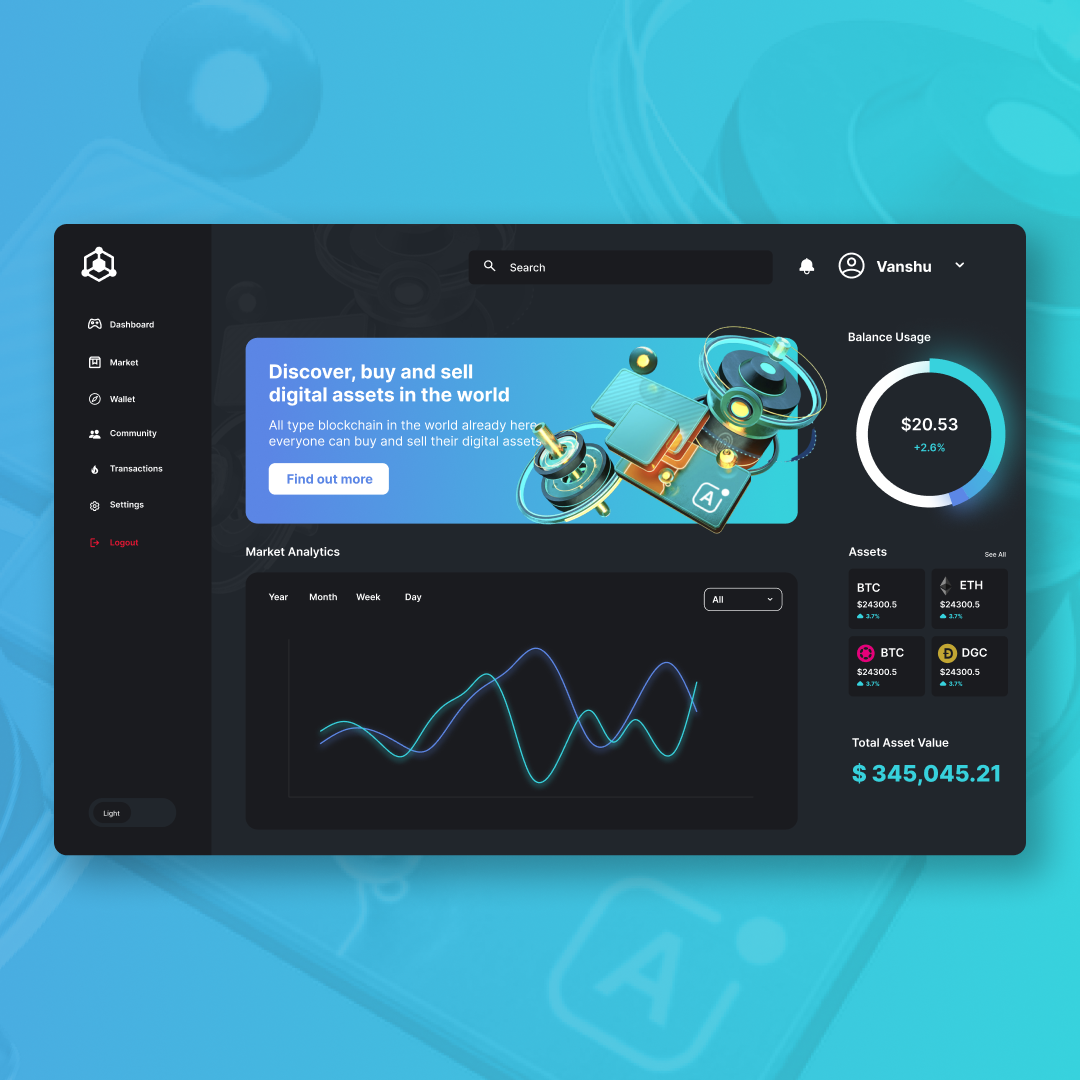 Search
Vanshu
Dashboard
Market
Wallet
Community
Transactions
Settings
Logout
Light
Discover, buy and sell
digital assets in the world
All type blockchain in the world already here,
everyone can buy and sell their digital assets
Find out more
Ai
Market Analytics
Year Month Week Day
All
Balance Usage
$20.53
+2.6%
Assets
See All
BTC
$24300.5
3.7%
ETH
$24300.5
3.7%
BTC
$24300.5
3.7%
DGC
$24300.5
3.7%
Total Asset Value
$ 345,045.21
Ai